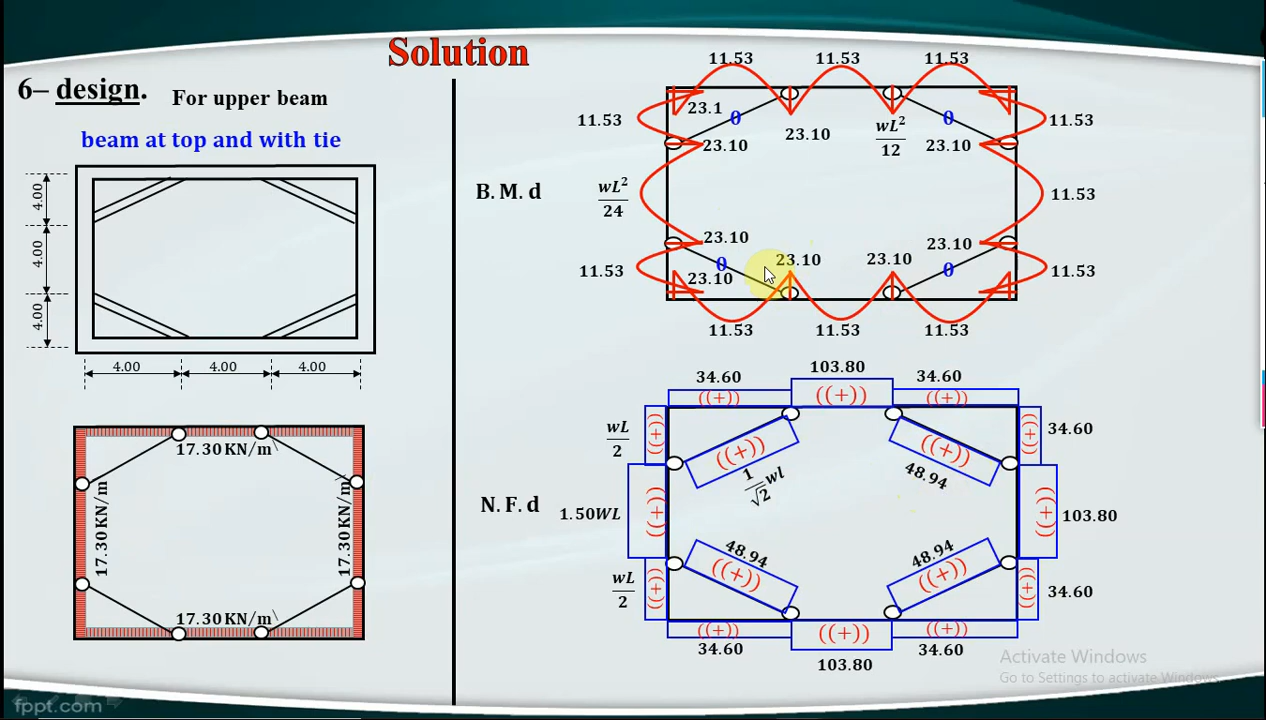 Solution
6– design. For upper beam
beam at top and with tie
4.00
4.00
4.00
4.00 4.00 4.00
17.30 KN/m\
17.30 KN/m
17.30 KN/m\
17.30 KN/m\
B. M. d
11.53 11.53 11.53
23.1 0 0
11.53 11.53
23.10 23.10 wL²/12 23.10
wL²/24 11.53
23.10 23.10 23.10 23.10
11.53 0 0 11.53
23.10
11.53 11.53 11.53
N. F. d
34.60 103.80 34.60
((+)) ((+)) ((+))
wL/2 ((+)) ((+)) 34.60
((+)) ((+))
1/√2 wl 48.94
1.50WL ((+)) ((+)) 103.80
48.94 48.94
((+)) ((+))
wL/2 ((+)) ((+)) 34.60
((+)) ((+)) ((+))
34.60 103.80 34.60
Activate Windows
Go to Settings to activate Windows.
fppt.com